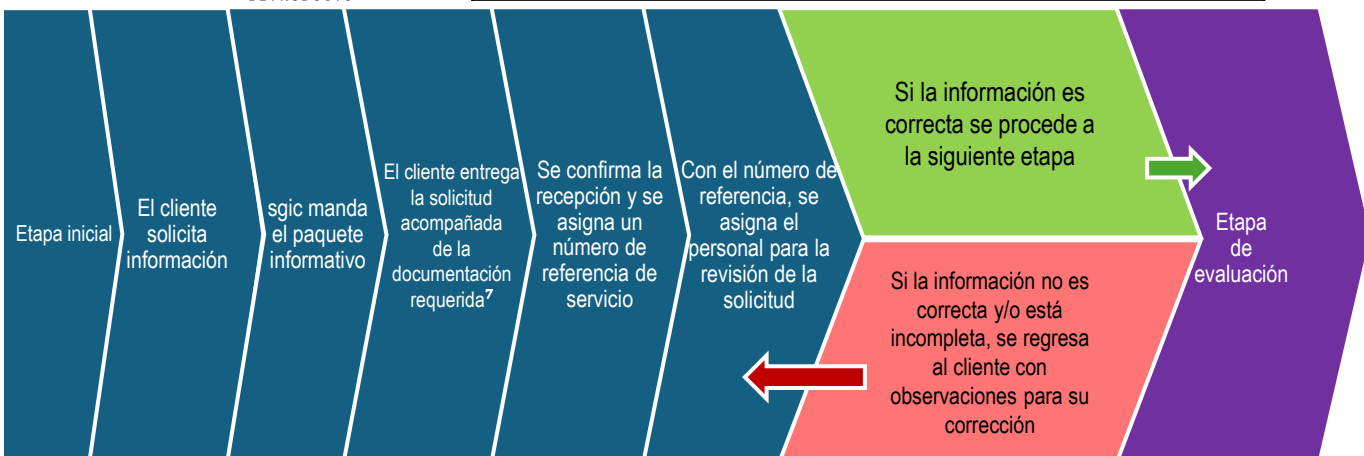 Etapa inicial
El cliente
solicita
información
sgic manda
el paquete
informativo
El cliente entrega
la solicitud
acompañada
de la
documentación
requerida⁷
Se confirma la
recepción y se
asigna un
número de
referencia de
servicio
Con el número de
referencia, se
asigna el
personal para la
revisión de la
solicitud
Si la información es
correcta se procede a
la siguiente etapa
Si la información no es
correcta y/o está
incompleta, se regresa
al cliente con
observaciones para su
corrección
Etapa
de
evaluación